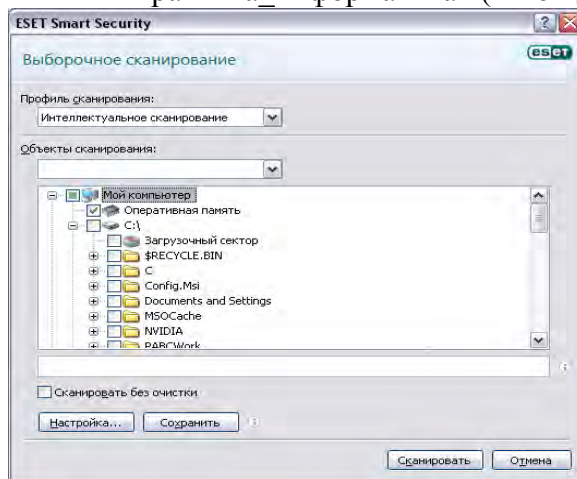 ESET Smart Security
Выборочное сканирование
eset
Профиль сканирования:
Интеллектуальное сканирование
Объекты сканирования:
Мой компьютер
Оперативная память
C:\
Загрузочный сектор
$RECYCLE.BIN
C
Config.Msi
Documents and Settings
MSOCache
NVIDIA
PABCWork
Сканировать без очистки
Настройка... Сохранить
Сканировать Отмена